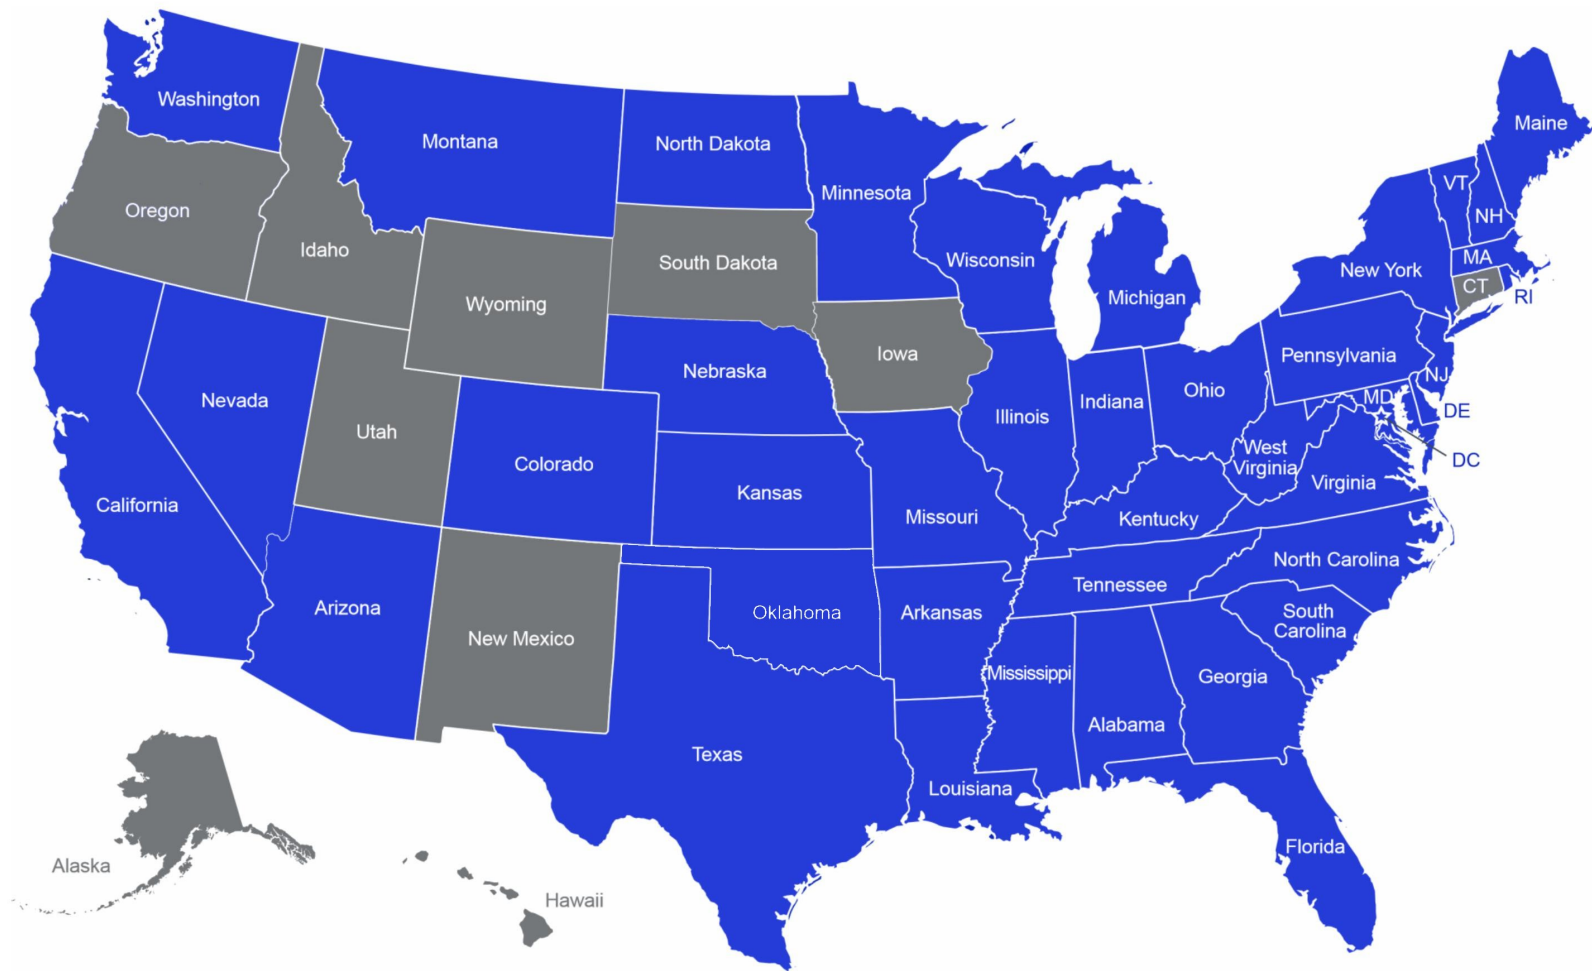 Washington
Montana
North Dakota
Minnesota
Maine
VT
NH
Oregon
Idaho
Wyoming
South Dakota
Wisconsin
Michigan
New York
MA
CT
RI
Iowa
Nebraska
Pennsylvania
NJ
Nevada
Utah
Colorado
Illinois
Indiana
Ohio
MD
DE
DC
West
Virginia
Virginia
California
Kansas
Missouri
Kentucky
Arizona
New Mexico
Oklahoma
Arkansas
Tennessee
North Carolina
South
Carolina
Mississippi
Alabama
Georgia
Texas
Louisiana
Florida
Alaska
Hawaii